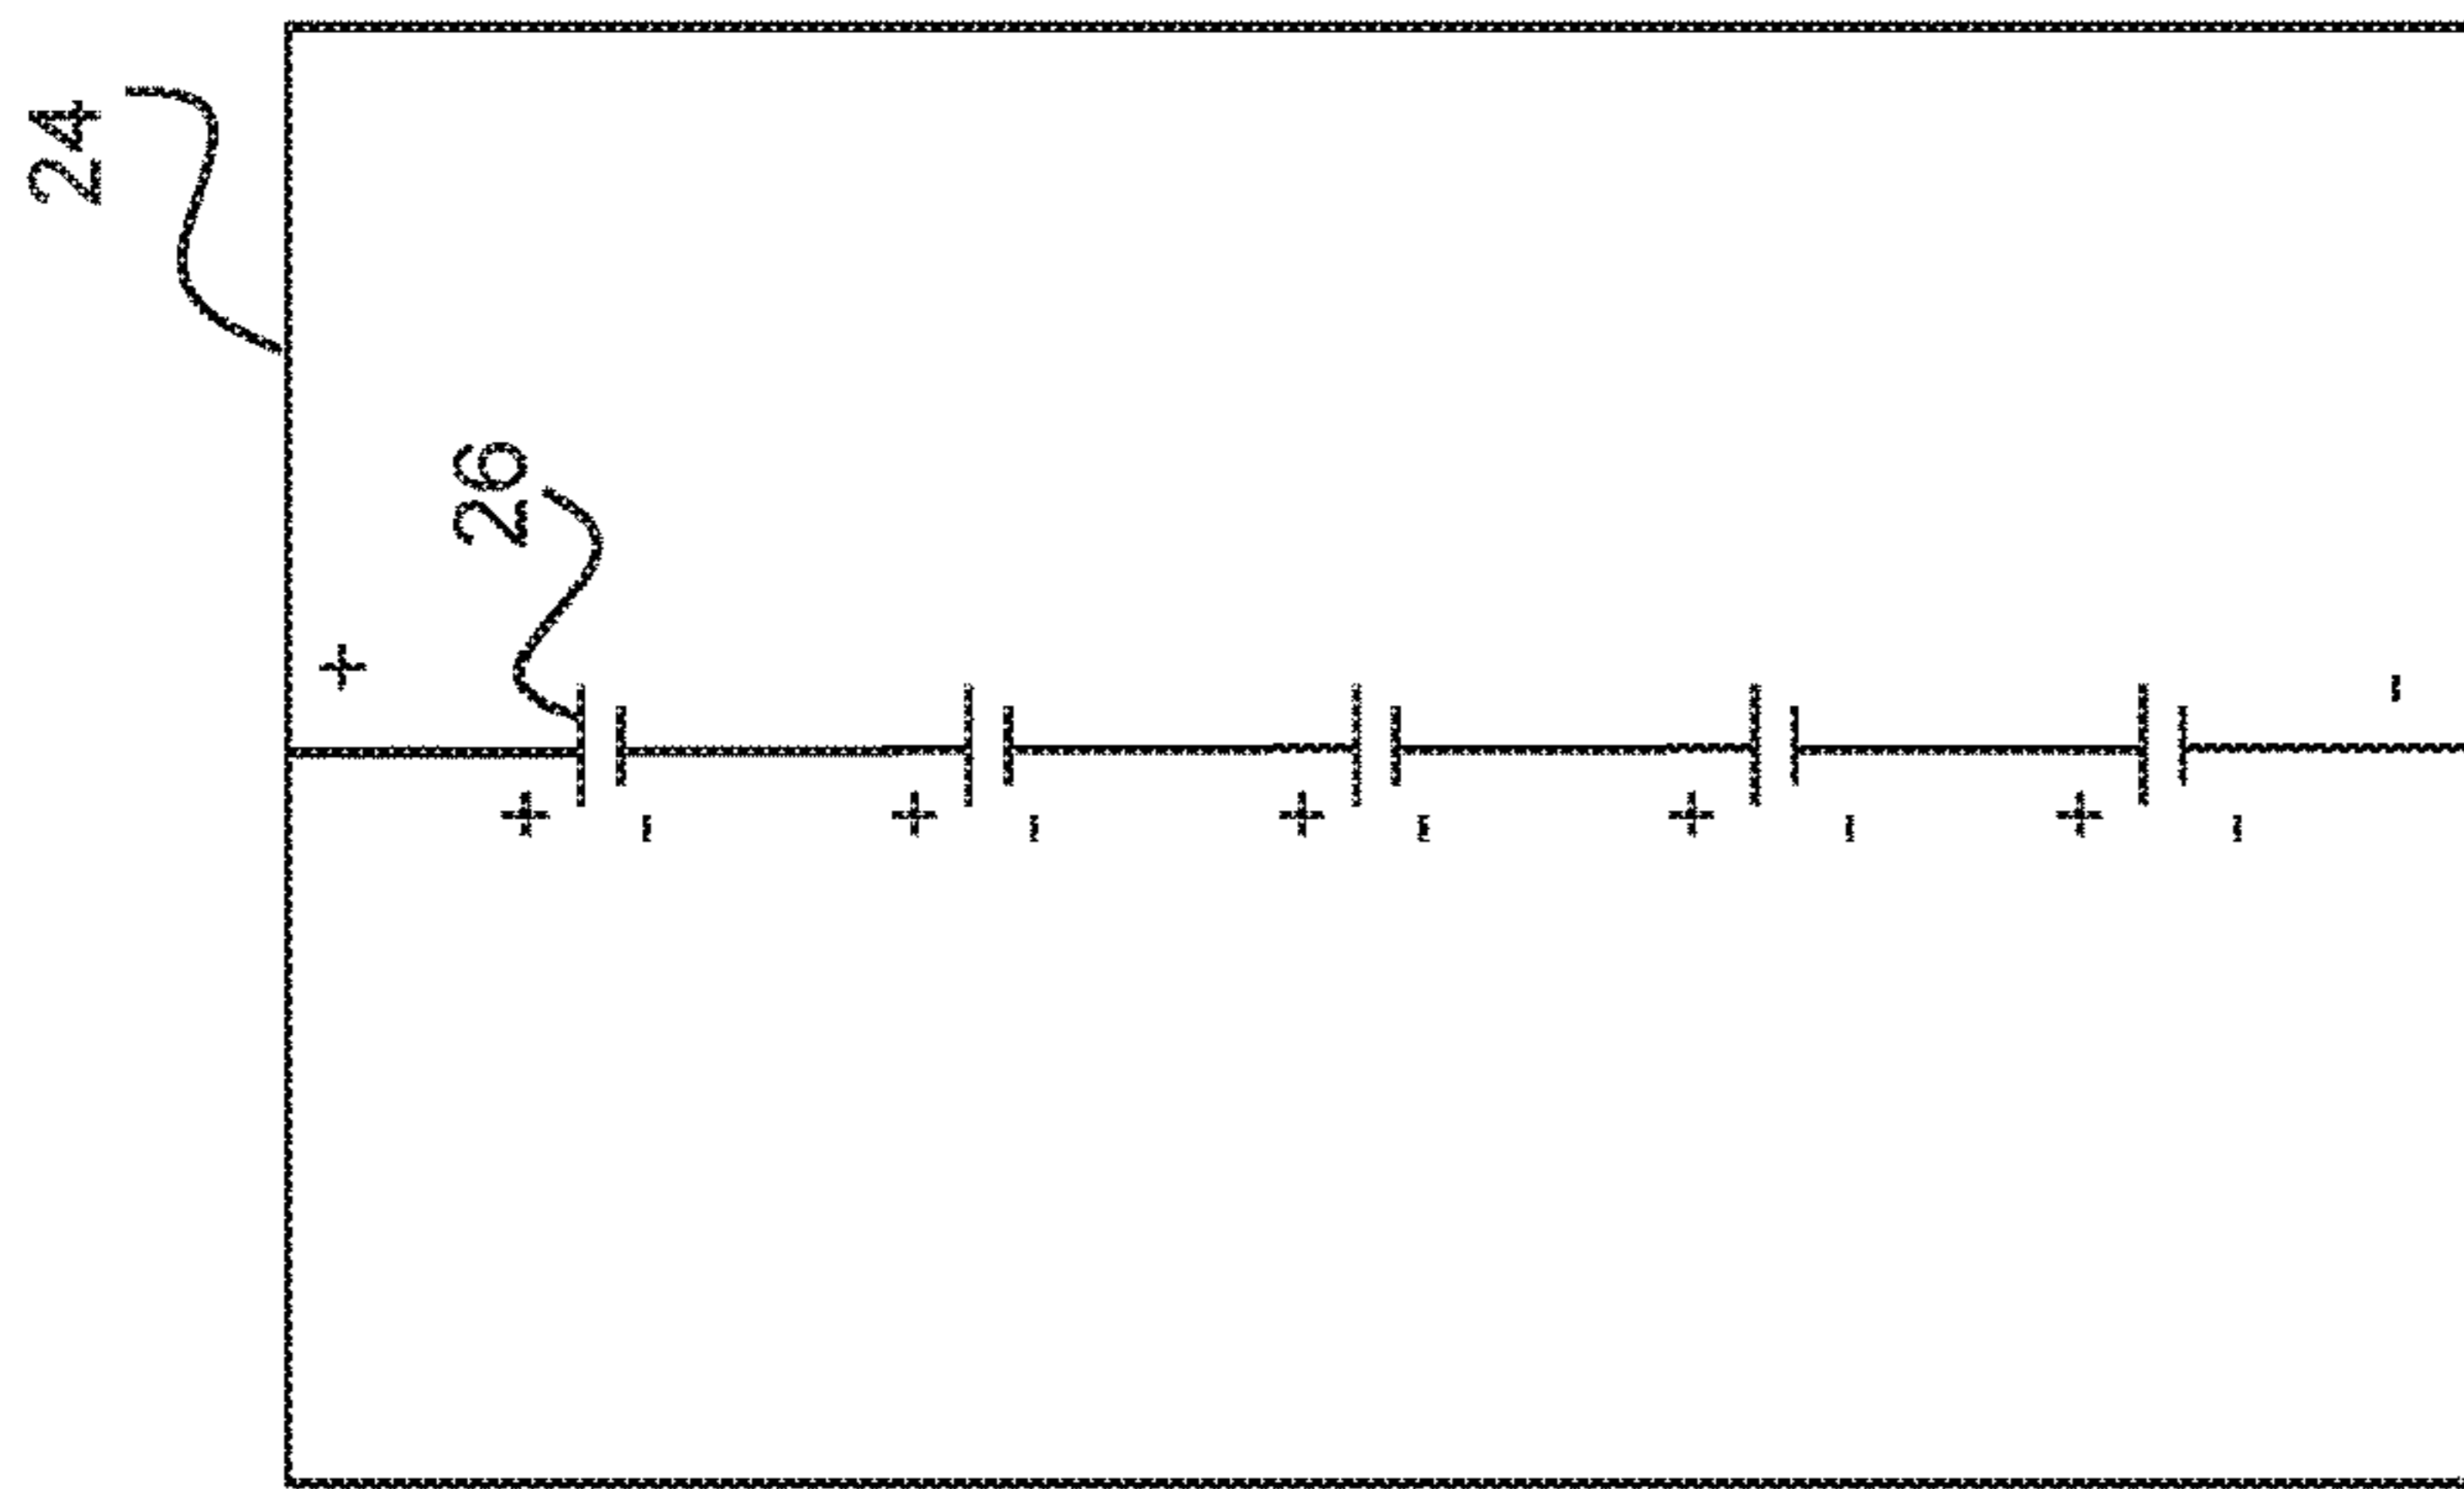 24
26
+
-
+ - + - + - + - + -